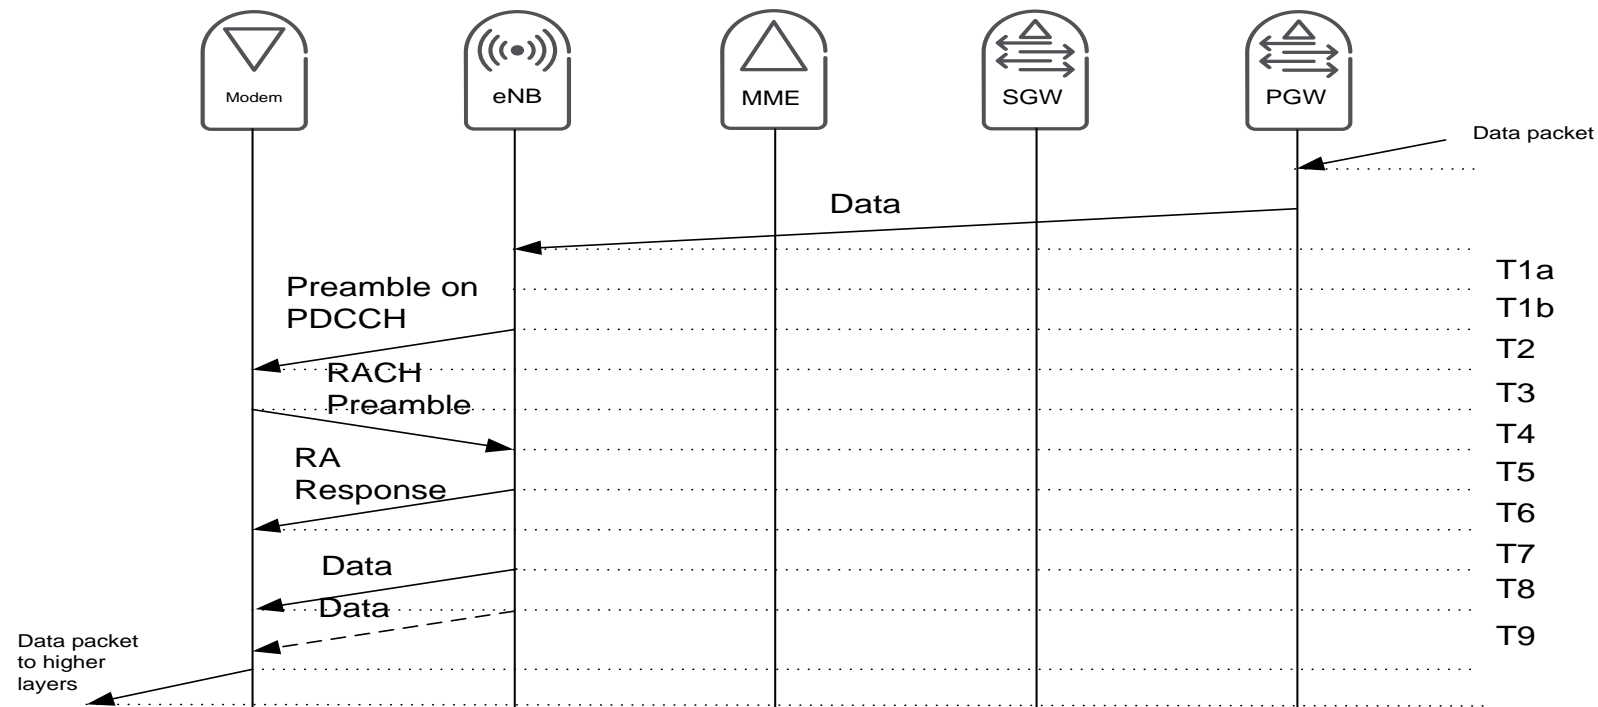 Modem
eNB
MME
SGW
PGW
Data packet
Data
T1a
Preamble on
PDCCH
T1b
T2
RACH
Preamble
T3
T4
RA
Response
T5
T6
Data
T7
T8
Data
T9
Data packet
to higher
layers